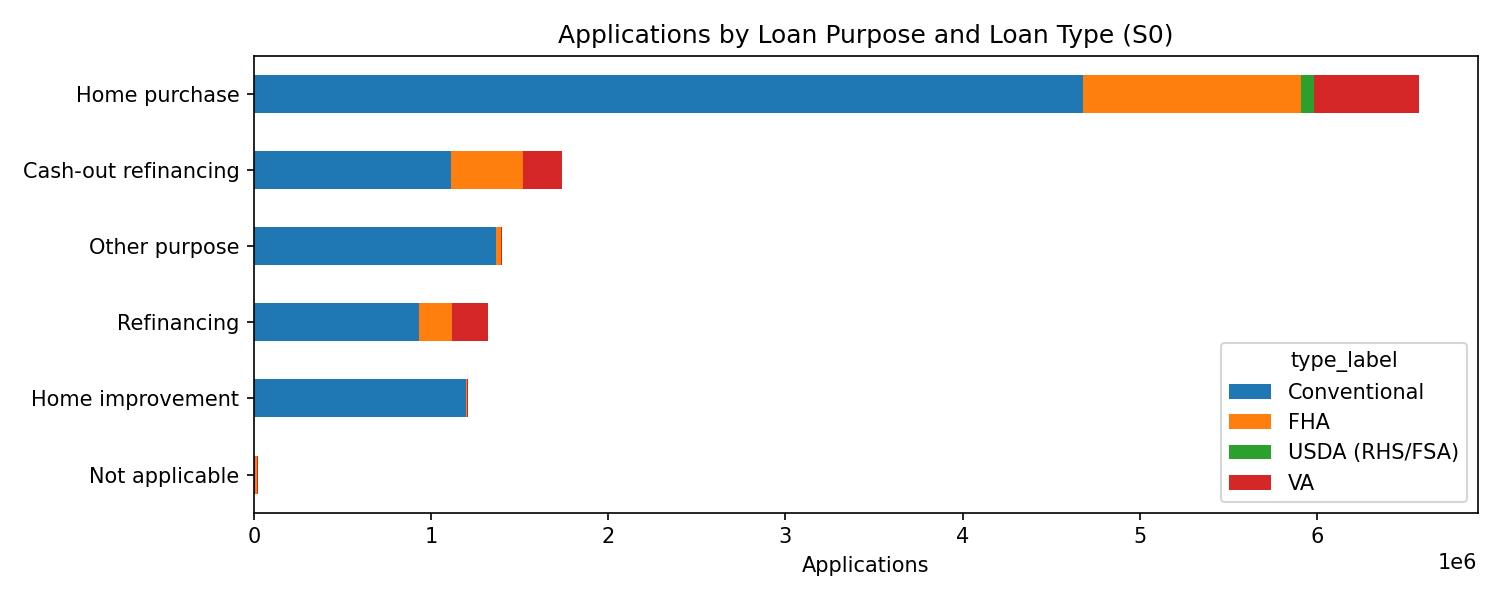 Applications by Loan Purpose and Loan Type (S0)
Home purchase
Cash-out refinancing
Other purpose
Refinancing
Home improvement
Not applicable
type_label
Conventional
FHA
USDA (RHS/FSA)
VA
0 1 2 3 4 5 6
1e6
Applications